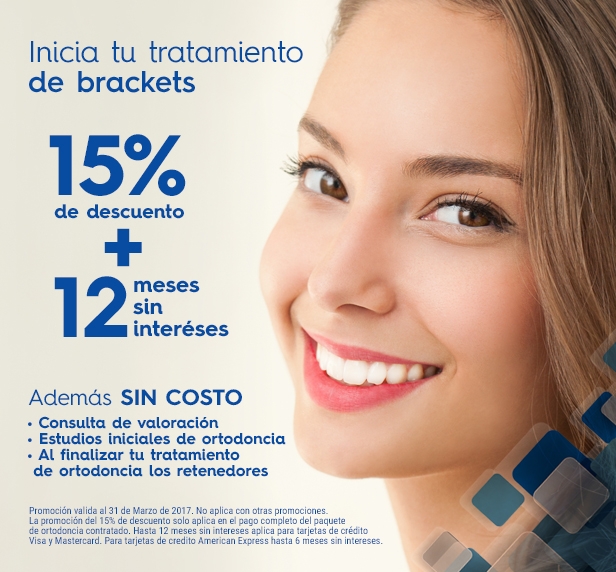 Inicia tu tratamiento
de brackets
15%
de descuento
+
12
meses
sin
interéses
Además SIN COSTO
• Consulta de valoración
• Estudios iniciales de ortodoncia
• Al finalizar tu tratamiento
de ortodoncia los retenedores
Promoción valida al 31 de Marzo de 2017. No aplica con otras promociones.
La promoción del 15% de descuento solo aplica en el pago completo del paquete
de ortodoncia contratado. Hasta 12 meses sin intereses aplica para tarjetas de crédito
Visa y Mastercard. Para tarjetas de credito American Express hasta 6 meses sin intereses.